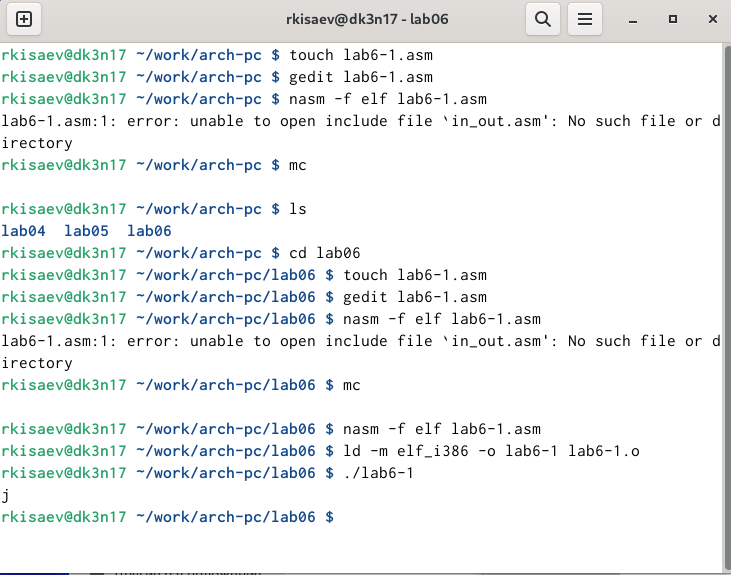 rkisaev@dk3n17 - lab06
rkisaev@dk3n17 ~/work/arch-pc $ touch lab6-1.asm
rkisaev@dk3n17 ~/work/arch-pc $ gedit lab6-1.asm
rkisaev@dk3n17 ~/work/arch-pc $ nasm -f elf lab6-1.asm
lab6-1.asm:1: error: unable to open include file `in_out.asm': No such file or d
irectory
rkisaev@dk3n17 ~/work/arch-pc $ mc
rkisaev@dk3n17 ~/work/arch-pc $ ls
lab04  lab05  lab06
rkisaev@dk3n17 ~/work/arch-pc $ cd lab06
rkisaev@dk3n17 ~/work/arch-pc/lab06 $ touch lab6-1.asm
rkisaev@dk3n17 ~/work/arch-pc/lab06 $ gedit lab6-1.asm
rkisaev@dk3n17 ~/work/arch-pc/lab06 $ nasm -f elf lab6-1.asm
lab6-1.asm:1: error: unable to open include file `in_out.asm': No such file or d
irectory
rkisaev@dk3n17 ~/work/arch-pc/lab06 $ mc
rkisaev@dk3n17 ~/work/arch-pc/lab06 $ nasm -f elf lab6-1.asm
rkisaev@dk3n17 ~/work/arch-pc/lab06 $ ld -m elf_i386 -o lab6-1 lab6-1.o
rkisaev@dk3n17 ~/work/arch-pc/lab06 $ ./lab6-1
j
rkisaev@dk3n17 ~/work/arch-pc/lab06 $